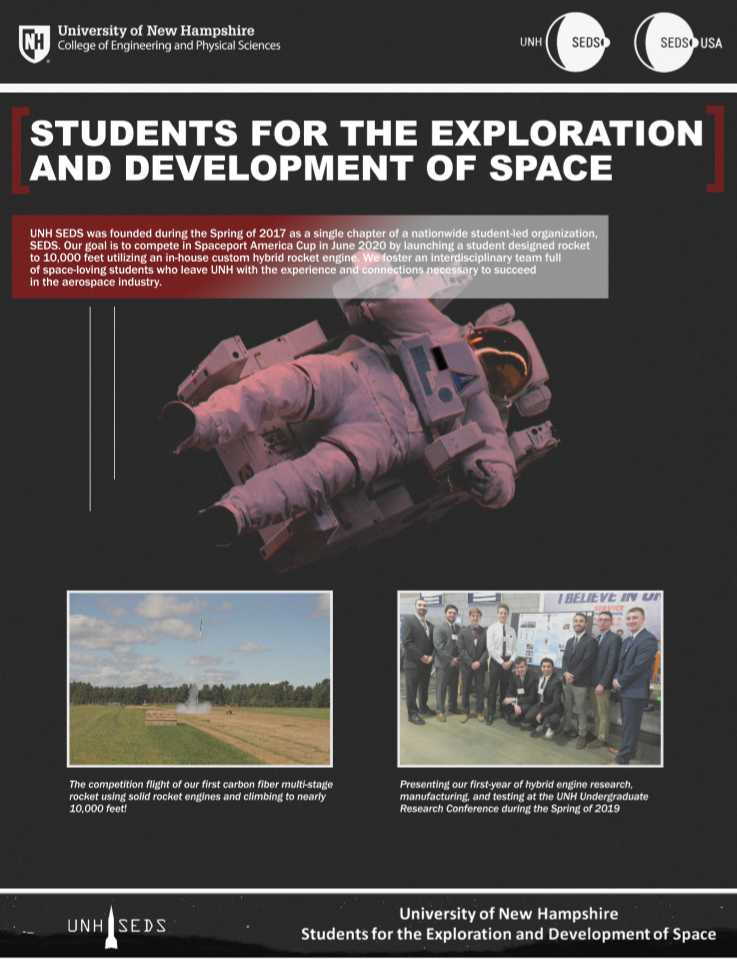 NH
University of New Hampshire
College of Engineering and Physical Sciences
UNH SEDS
SEDS USA
STUDENTS FOR THE EXPLORATION
AND DEVELOPMENT OF SPACE
UNH SEDS was founded during the Spring of 2017 as a single chapter of a nationwide student-led organization,
SEDS. Our goal is to compete in Spaceport America Cup in June 2020 by launching a student designed rocket
to 10,000 feet utilizing an in-house custom hybrid rocket engine. We foster an interdisciplinary team full
of space-loving students who leave UNH with the experience and connections necessary to succeed
in the aerospace industry.
I BELIEVE IN
SERVICE
The competition flight of our first carbon fiber multi-stage
rocket using solid rocket engines and climbing to nearly
10,000 feet!
Presenting our first-year of hybrid engine research,
manufacturing, and testing at the UNH Undergraduate
Research Conference during the Spring of 2019
UNH SEDS
University of New Hampshire
Students for the Exploration and Development of Space